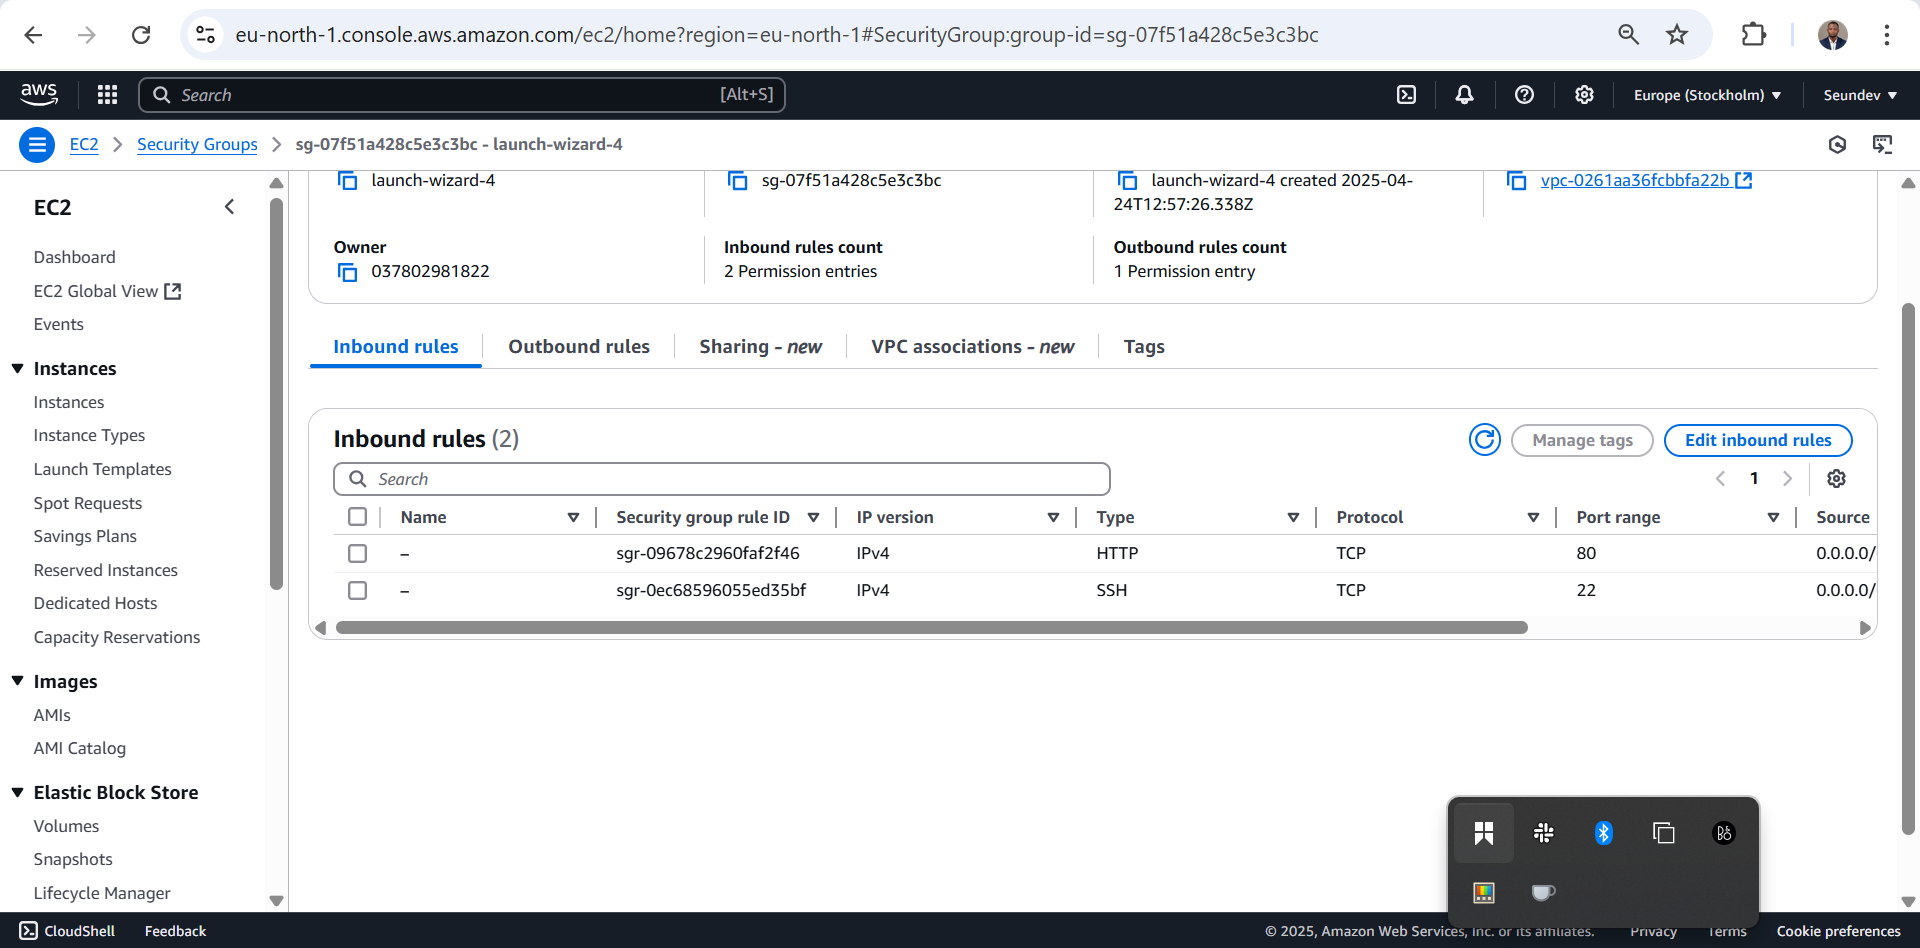 eu-north-1.console.aws.amazon.com/ec2/home?region=eu-north-1#SecurityGroup:group-id=sg-07f51a428c5e3c3bc
aws
Search
[Alt+S]
Europe (Stockholm)
Seundev
EC2
Security Groups
sg-07f51a428c5e3c3bc - launch-wizard-4
EC2
Dashboard
EC2 Global View
Events
Instances
Instances
Instance Types
Launch Templates
Spot Requests
Savings Plans
Reserved Instances
Dedicated Hosts
Capacity Reservations
Images
AMIs
AMI Catalog
Elastic Block Store
Volumes
Snapshots
Lifecycle Manager
launch-wizard-4
sg-07f51a428c5e3c3bc
launch-wizard-4 created 2025-04-
24T12:57:26.338Z
vpc-0261aa36fcbbfa22b
Owner
037802981822
Inbound rules count
2 Permission entries
Outbound rules count
1 Permission entry
Inbound rules
Outbound rules
Sharing - new
VPC associations - new
Tags
Inbound rules (2)
Manage tags
Edit inbound rules
Search
1
Name Security group rule ID IP version Type Protocol Port range Source
– sgr-09678c2960faf2f46 IPv4 HTTP TCP 80 0.0.0.0/
– sgr-0ec68596055ed35bf IPv4 SSH TCP 22 0.0.0.0/
CloudShell
Feedback
© 2025, Amazon Web Services, Inc. or its affiliates.
Privacy
Terms
Cookie preferences